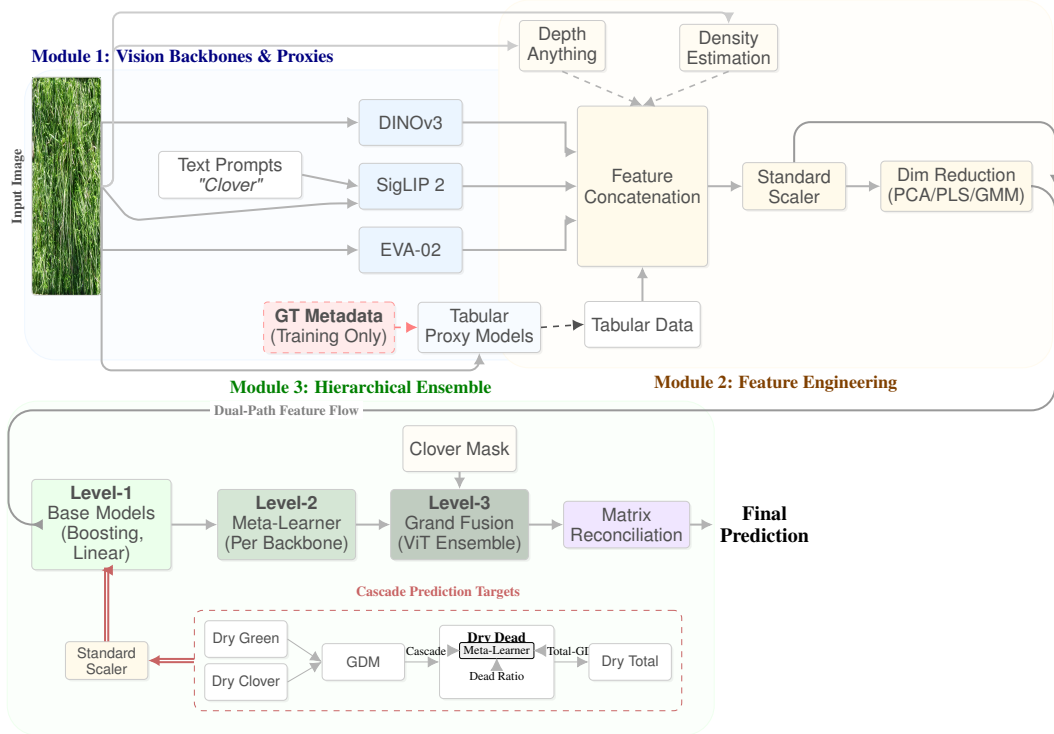 Depth
Anything
Density
Estimation
Module 1: Vision Backbones & Proxies
Input Image
DINOv3
Text Prompts
"Clover"
SigLIP 2
EVA-02
Feature
Concatenation
Standard
Scaler
Dim Reduction
(PCA/PLS/GMM)
GT Metadata
(Training Only)
Tabular
Proxy Models
Tabular Data
Module 3: Hierarchical Ensemble
Module 2: Feature Engineering
Dual-Path Feature Flow
Clover Mask
Level-1
Base Models
(Boosting,
Linear)
Level-2
Meta-Learner
(Per Backbone)
Level-3
Grand Fusion
(ViT Ensemble)
Matrix
Reconciliation
Final
Prediction
Cascade Prediction Targets
Standard
Scaler
Dry Green
Dry Clover
GDM
Cascade
Dry Dead
Meta-Learner
Dead Ratio
Total-GD
Dry Total